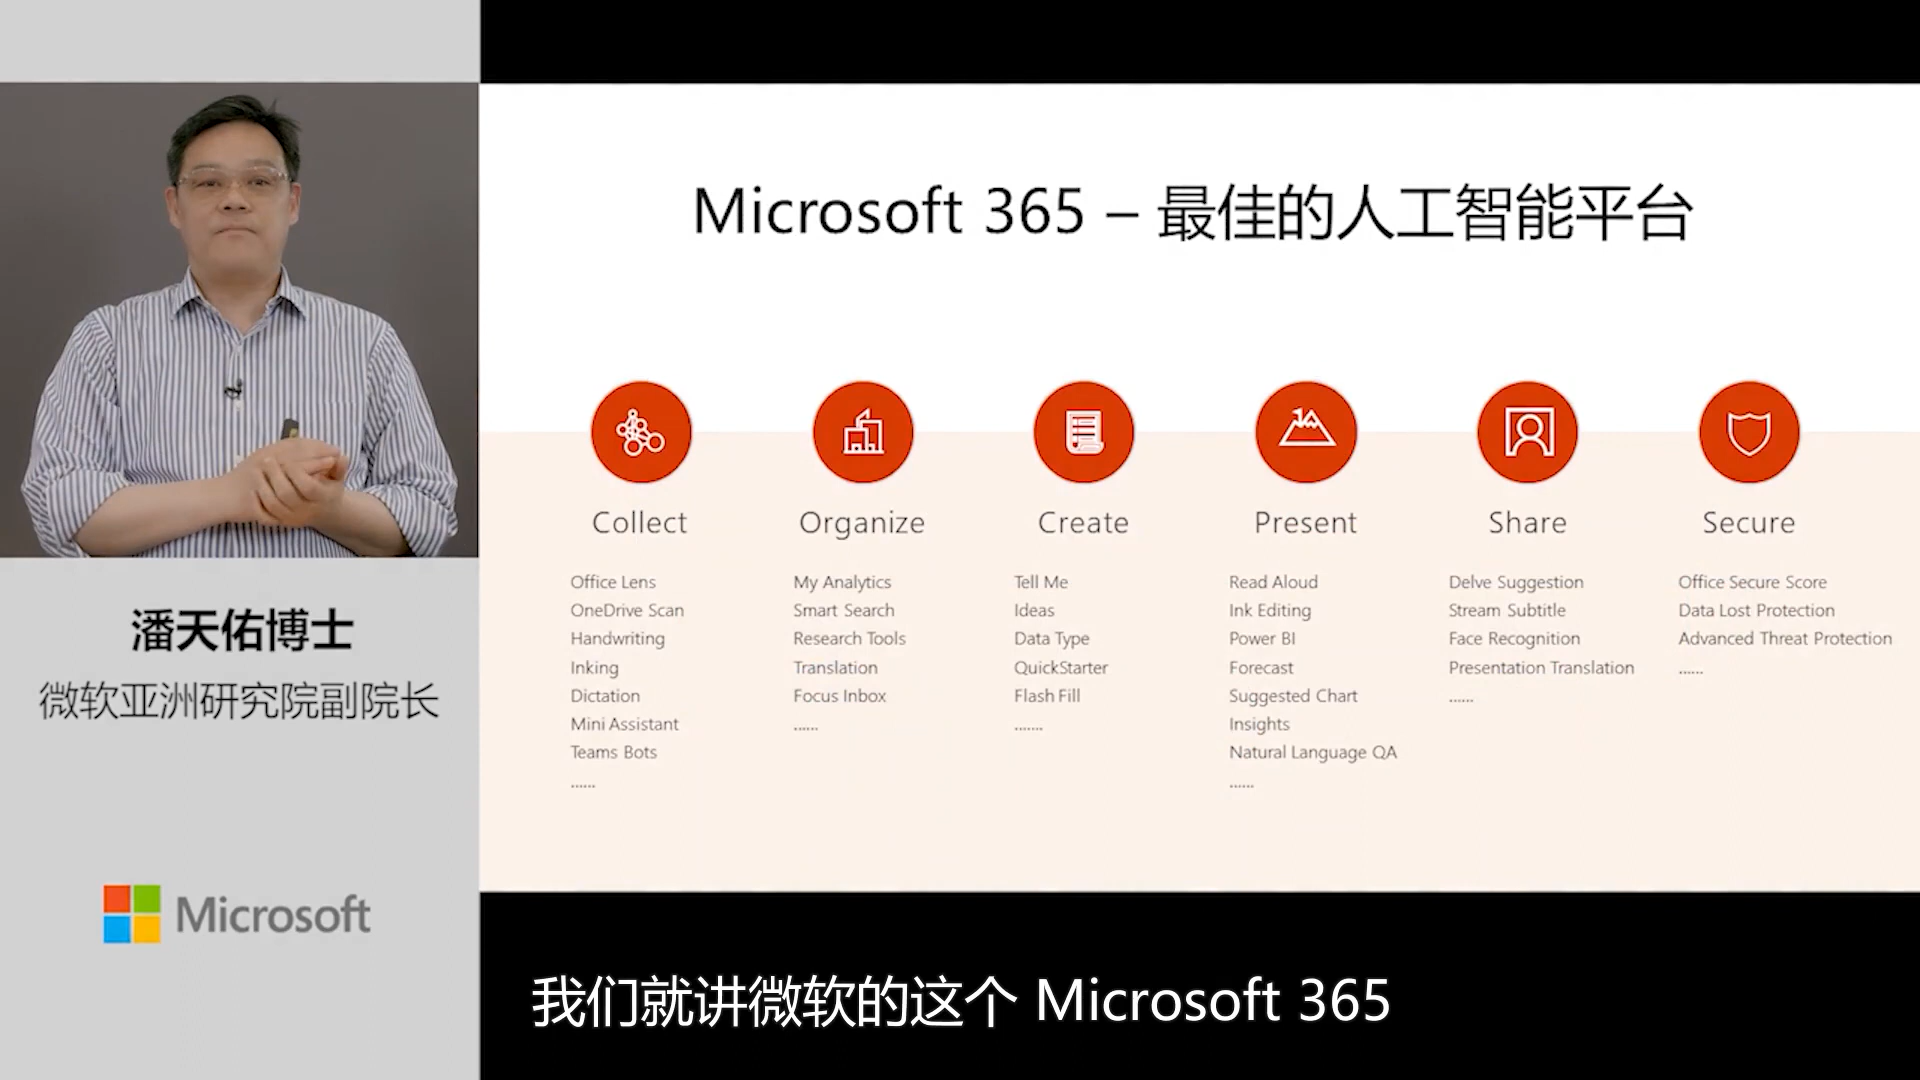 Microsoft 365 – 最佳的人工智能平台
Collect
Office Lens
OneDrive Scan
Handwriting
Inking
Dictation
Mini Assistant
Teams Bots
......
Organize
My Analytics
Smart Search
Research Tools
Translation
Focus Inbox
......
Create
Tell Me
Ideas
Data Type
QuickStarter
Flash Fill
.......
Present
Read Aloud
Ink Editing
Power BI
Forecast
Suggested Chart
Insights
Natural Language QA
......
Share
Delve Suggestion
Stream Subtitle
Face Recognition
Presentation Translation
......
Secure
Office Secure Score
Data Lost Protection
Advanced Threat Protection
......
潘天佑博士
微软亚洲研究院副院长
Microsoft
我们就讲微软的这个 Microsoft 365